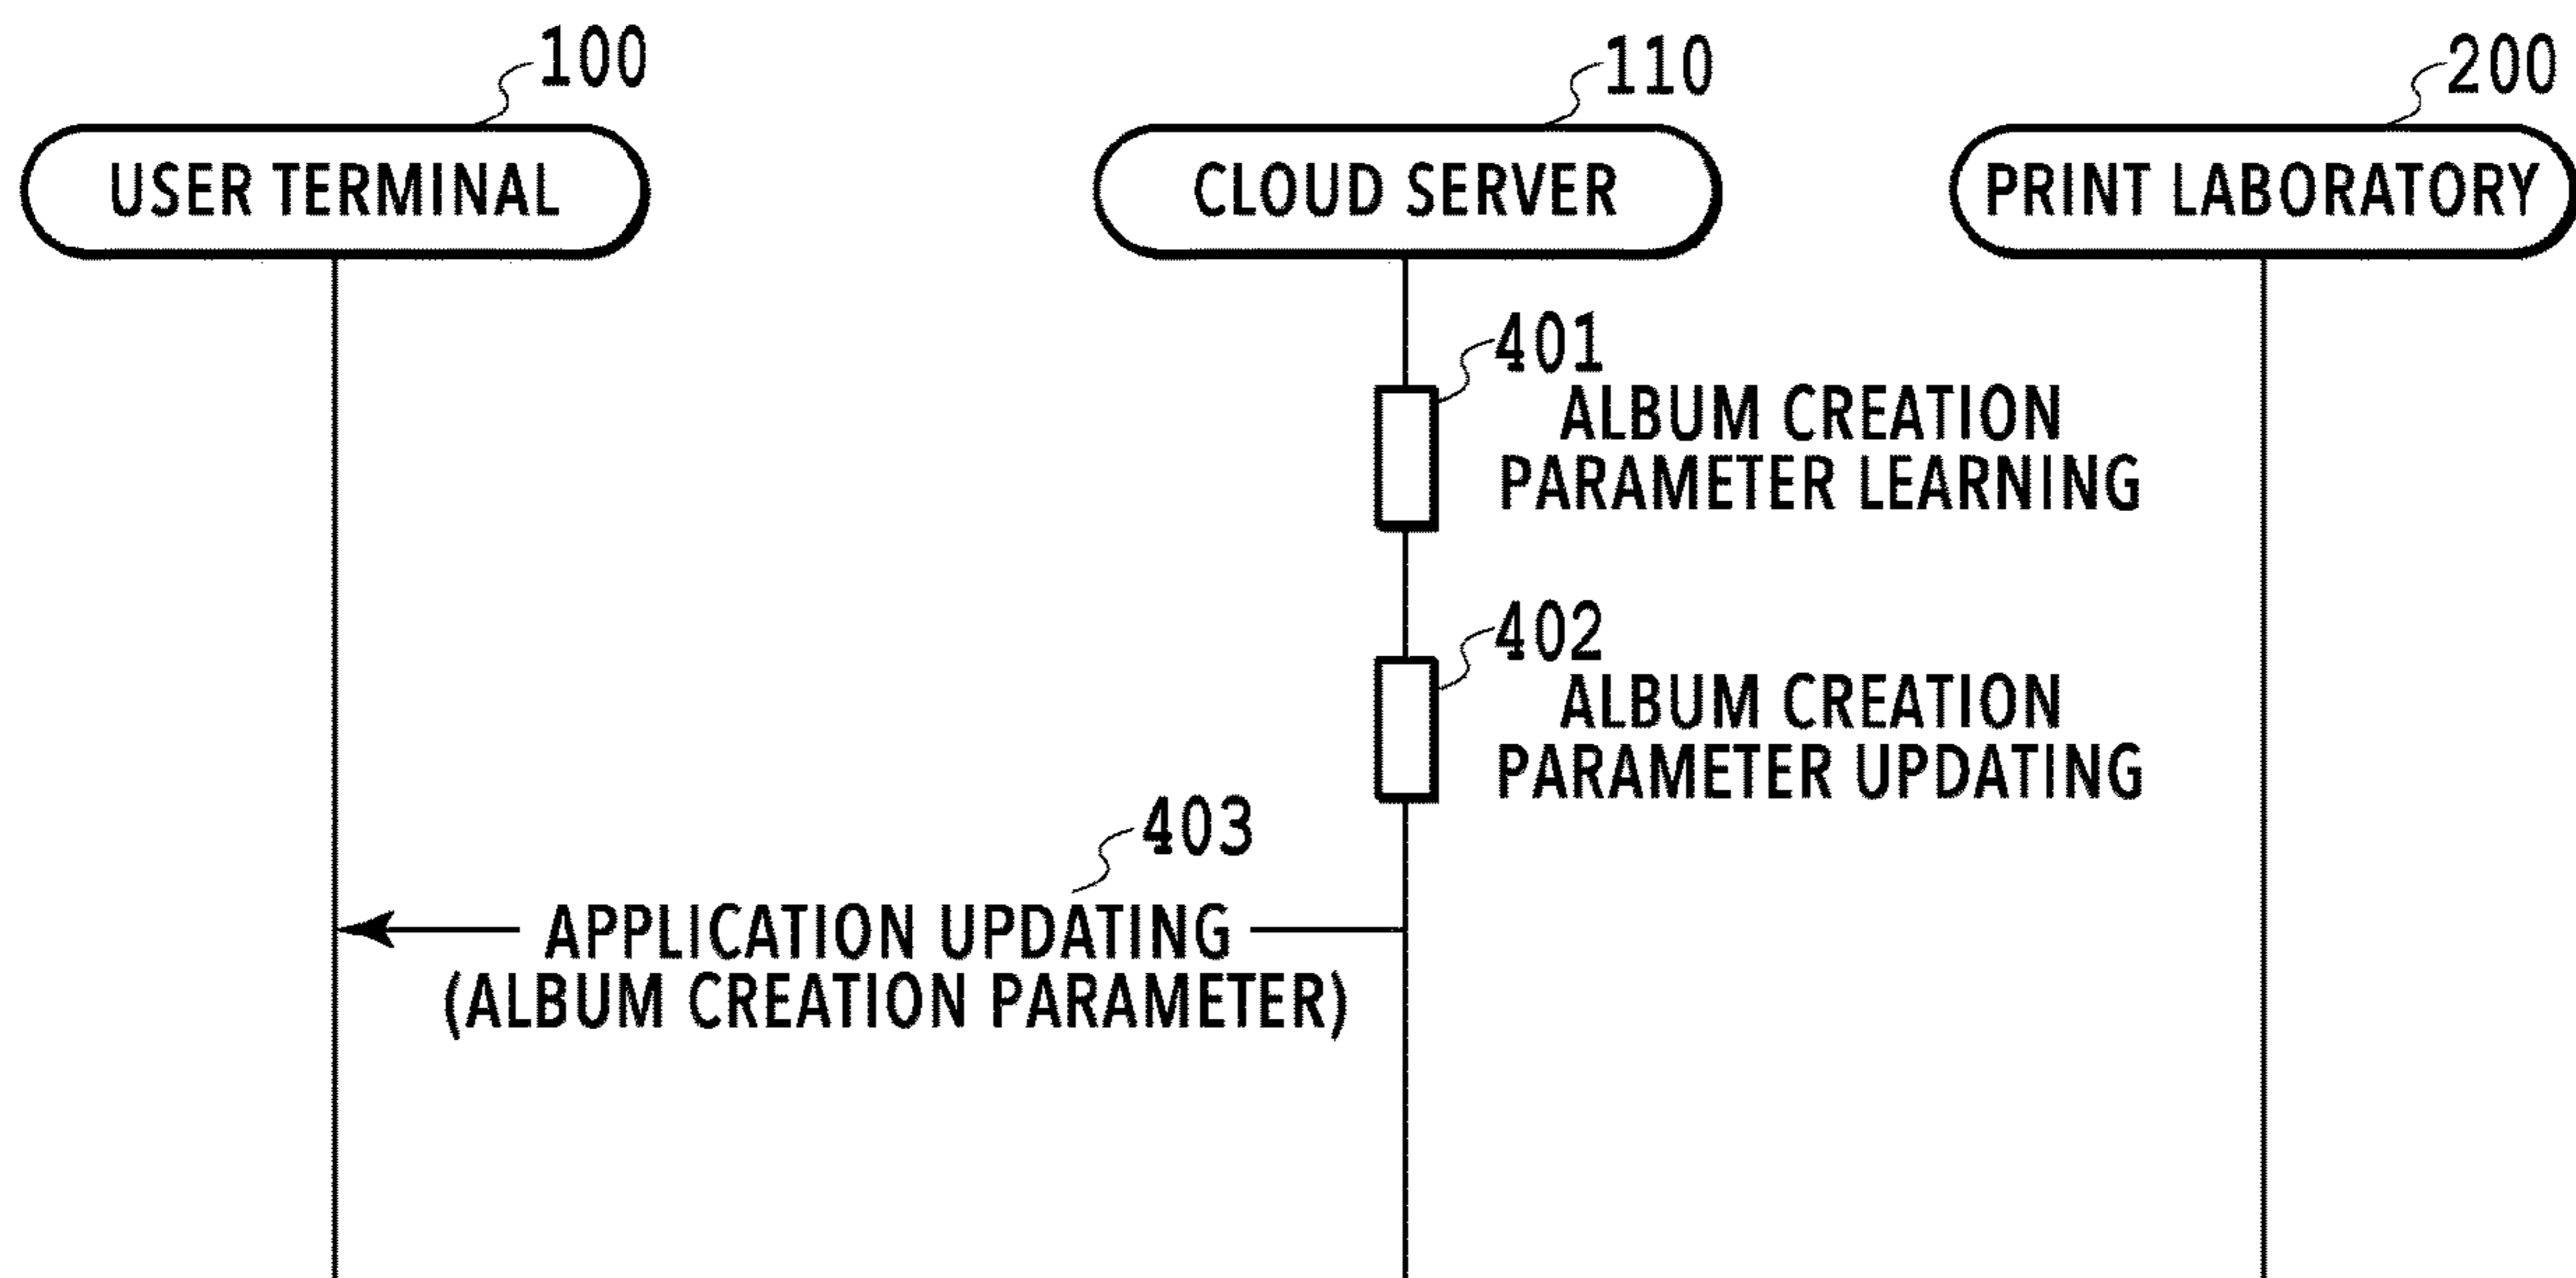 100
110
200
USER TERMINAL
CLOUD SERVER
PRINT LABORATORY
401
ALBUM CREATION
PARAMETER LEARNING
402
ALBUM CREATION
PARAMETER UPDATING
403
APPLICATION UPDATING
(ALBUM CREATION PARAMETER)